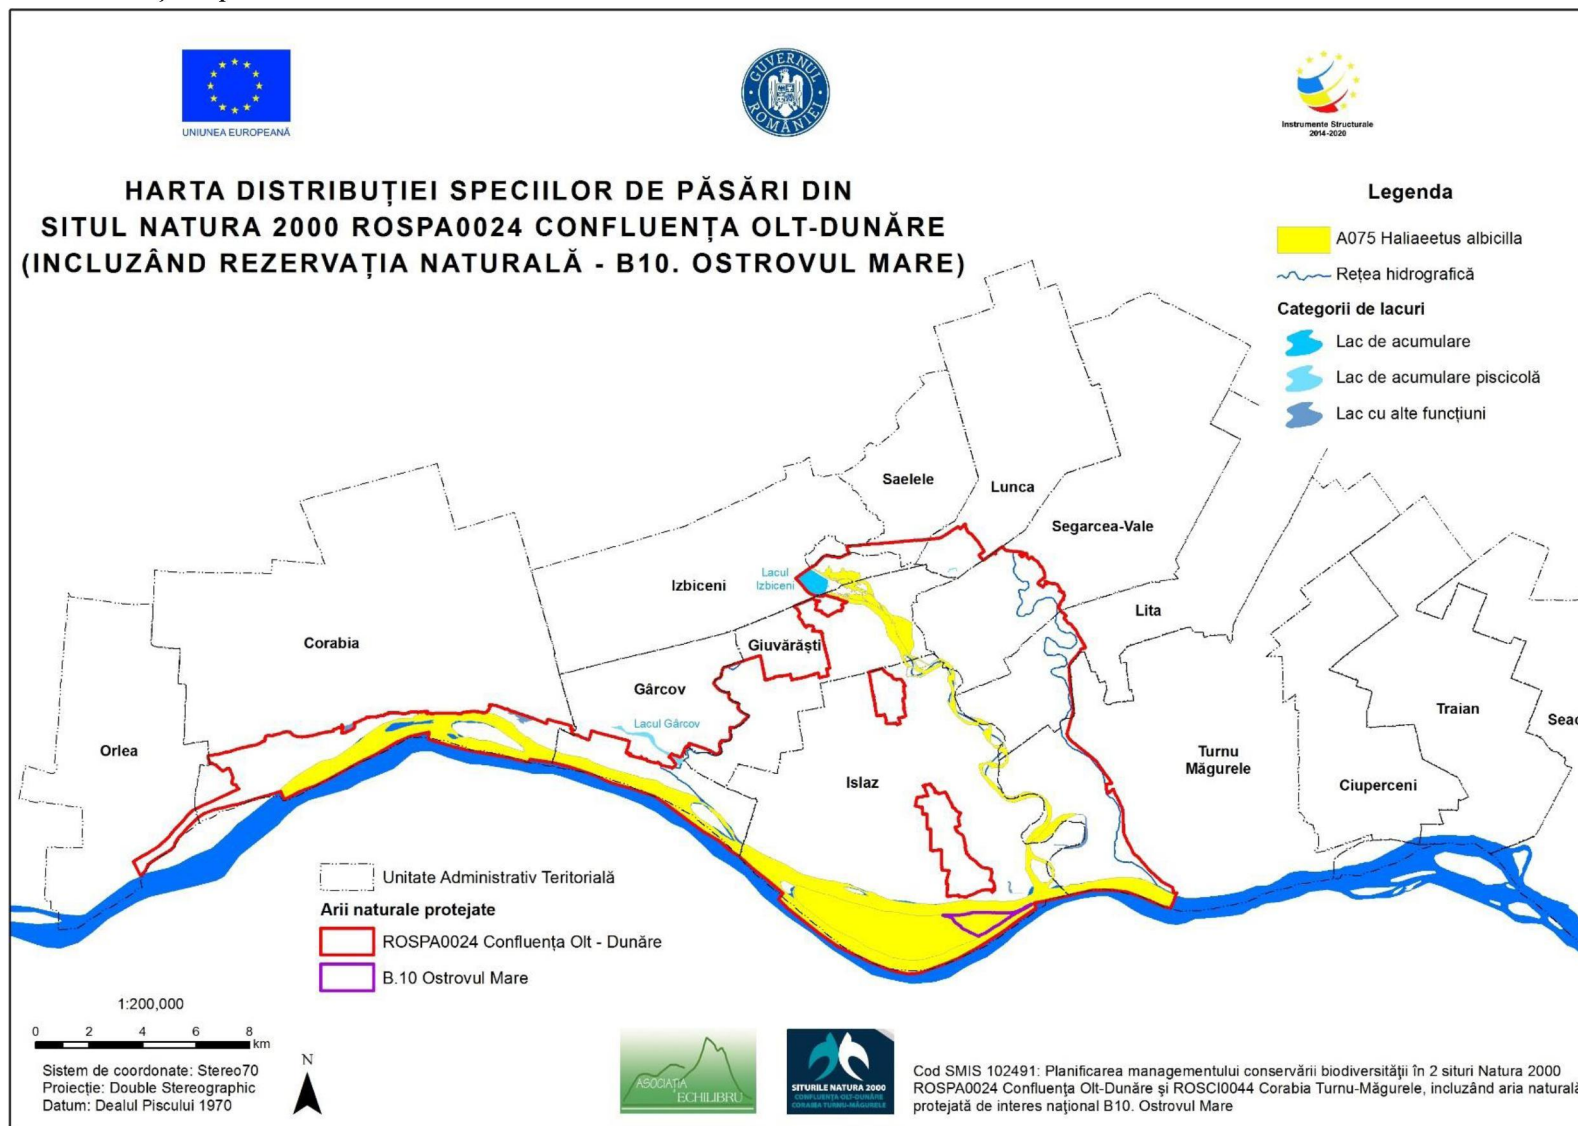 UNIUNEA EUROPEANĂ
GUVERNUL ROMÂNIEI
Instrumente Structurale
2014-2020
HARTA DISTRIBUȚIEI SPECIILOR DE PĂSĂRI DIN
SITUL NATURA 2000 ROSPA0024 CONFLUENȚA OLT-DUNĂRE
(INCLUZÂND REZERVAȚIA NATURALĂ - B10. OSTROVUL MARE)
Legenda
A075 Haliaeetus albicilla
Rețea hidrografică
Categorii de lacuri
Lac de acumulare
Lac de acumulare piscicolă
Lac cu alte funcțiuni
Saelele
Lunca
Segarcea-Vale
Lacul
Izbiceni
Izbiceni
Lita
Corabia
Giuvărăști
Gârcov
Lacul Gârcov
Orlea
Islaz
Turnu
Măgurele
Traian
Seac
Ciuperceni
Unitate Administrativ Teritorială
Arii naturale protejate
ROSPA0024 Confluența Olt - Dunăre
B.10 Ostrovul Mare
1:200,000
0 2 4 6 8
km
N
Sistem de coordonate: Stereo70
Proiecție: Double Stereographic
Datum: Dealul Piscului 1970
ASOCIAȚIA
ECHILIBRU
SITURILE NATURA 2000
CONFLUENȚA OLT-DUNĂRE
CORABIA TURNU-MĂGURELE
Cod SMIS 102491: Planificarea managementului conservării biodiversității în 2 situri Natura 2000
ROSPA0024 Confluența Olt-Dunăre și ROSCI0044 Corabia Turnu-Măgurele, incluzând aria naturală
protejată de interes național B10. Ostrovul Mare